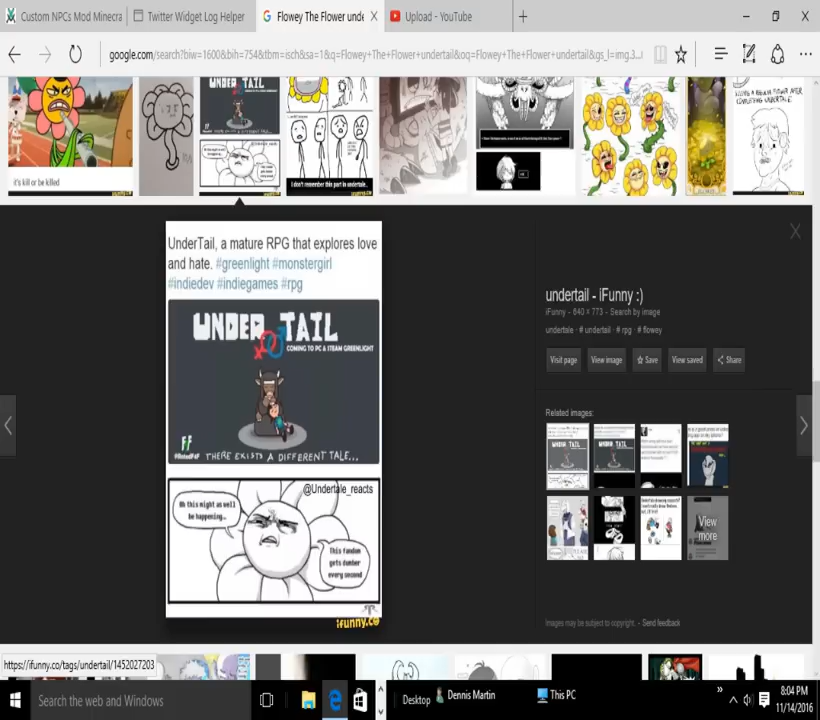 Custom NPCs Mod Minecra
Twitter Widget Log Helper
Flowey The Flower unde
Upload - YouTube
google.com/search?biw=1600&bih=754&tbm=isch&sa=1&q=Flowey+The+Flower+undertail&oq=Flowey+The+Flower+undertail&gs_l=img.3...
it's kill or be killed
UNDER TAIL
I don't remember this part in undertale...
UnderTail, a mature RPG that explores love
and hate. #greenlight #monstergirl
#indiedev #indiegames #rpg
UNDER TAIL
COMING TO PC & STEAM GREENLIGHT
THERE EXISTS A DIFFERENT TALE...
@Undertale_reacts
Oh this might as well
be happening...
This fandom
gets dumber
every second
ifunny.co
undertail - iFunny :)
iFunny - 640 × 773 - Search by image
undertale · # undertail · # rpg · # flowey
Visit page
View image
Save
View saved
Share
Related images:
View
more
Images may be subject to copyright. - Send feedback
https://ifunny.co/tags/undertail/1452027203
Search the web and Windows
Desktop
Dennis Martin
This PC
8:04 PM
11/14/2016